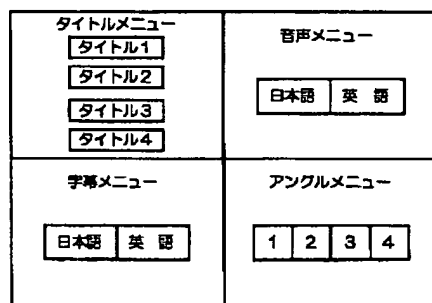 タイトルメニュー
タイトル1
タイトル2
タイトル3
タイトル4
音声メニュー
日本語 英 語
字幕メニュー
日本語 英 語
アングルメニュー
1 2 3 4